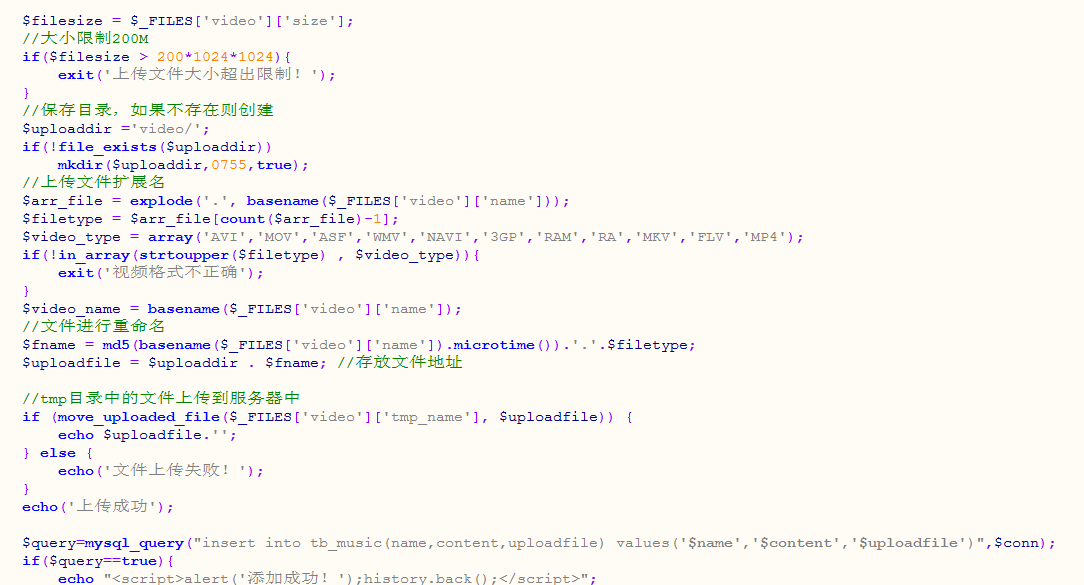 $filesize = $_FILES['video']['size'];
//大小限制200M
if($filesize > 200*1024*1024){
    exit('上传文件大小超出限制! ');
}
//保存目录, 如果不存在则创建
$uploaddir ='video/';
if(!file_exists($uploaddir))
    mkdir($uploaddir,0755,true);
//上传文件扩展名
$arr_file = explode('.', basename($_FILES['video']['name']));
$filetype = $arr_file[count($arr_file)-1];
$video_type = array('AVI','MOV','ASF','WMV','NAVI','3GP','RAM','RA','MKV','FLV','MP4');
if(!in_array(strtoupper($filetype) , $video_type)){
    exit('视频格式不正确');
}
$video_name = basename($_FILES['video']['name']);
//文件进行重命名
$fname = md5(basename($_FILES['video']['name']).microtime()).'.'.$filetype;
$uploadfile = $uploaddir . $fname; //存放文件地址
//tmp目录中的文件上传到服务器中
if (move_uploaded_file($_FILES['video']['tmp_name'], $uploadfile)) {
    echo $uploadfile.'';
} else {
    echo('文件上传失败! ');
}
echo('上传成功');
$query=mysql_query("insert into tb_music(name,content,uploadfile) values('$name','$content','$uploadfile')",$conn);
if($query==true){
    echo "<script>alert('添加成功! ');history.back();</script>";